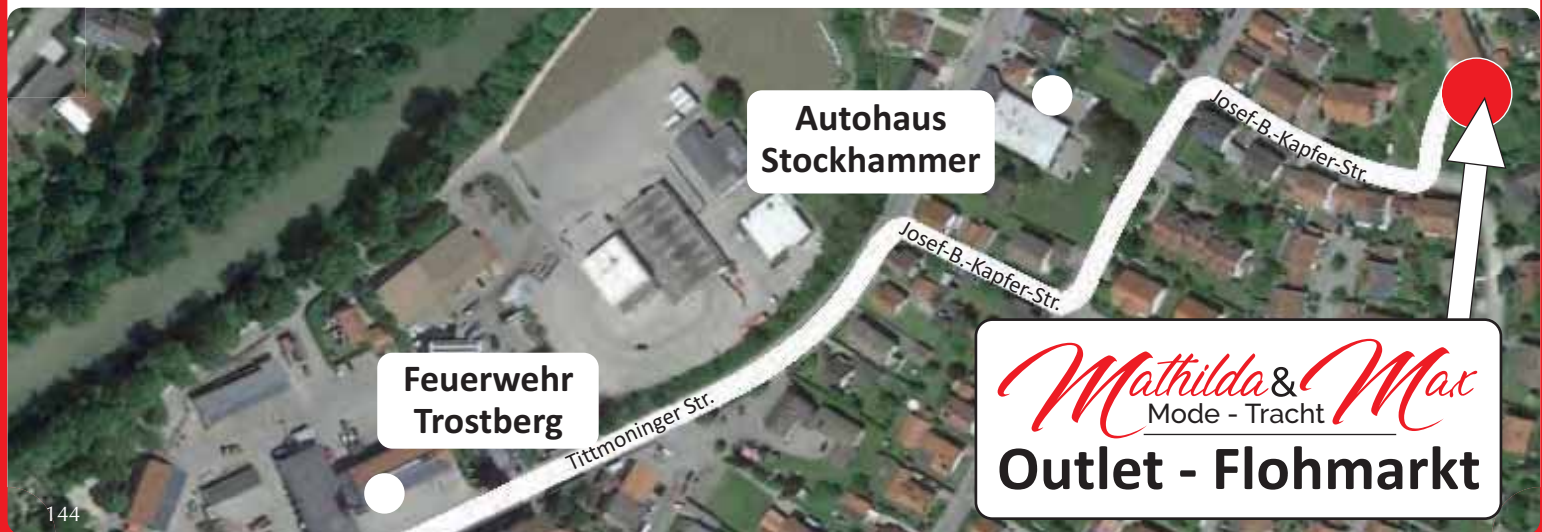 Autohaus
Stockhammer
Josef-B.-Kapfer-Str.
Josef-B.-Kapfer-Str.
Feuerwehr
Trostberg
Tittmoninger Str.
Mathilda & Max
Mode - Tracht
Outlet - Flohmarkt
144